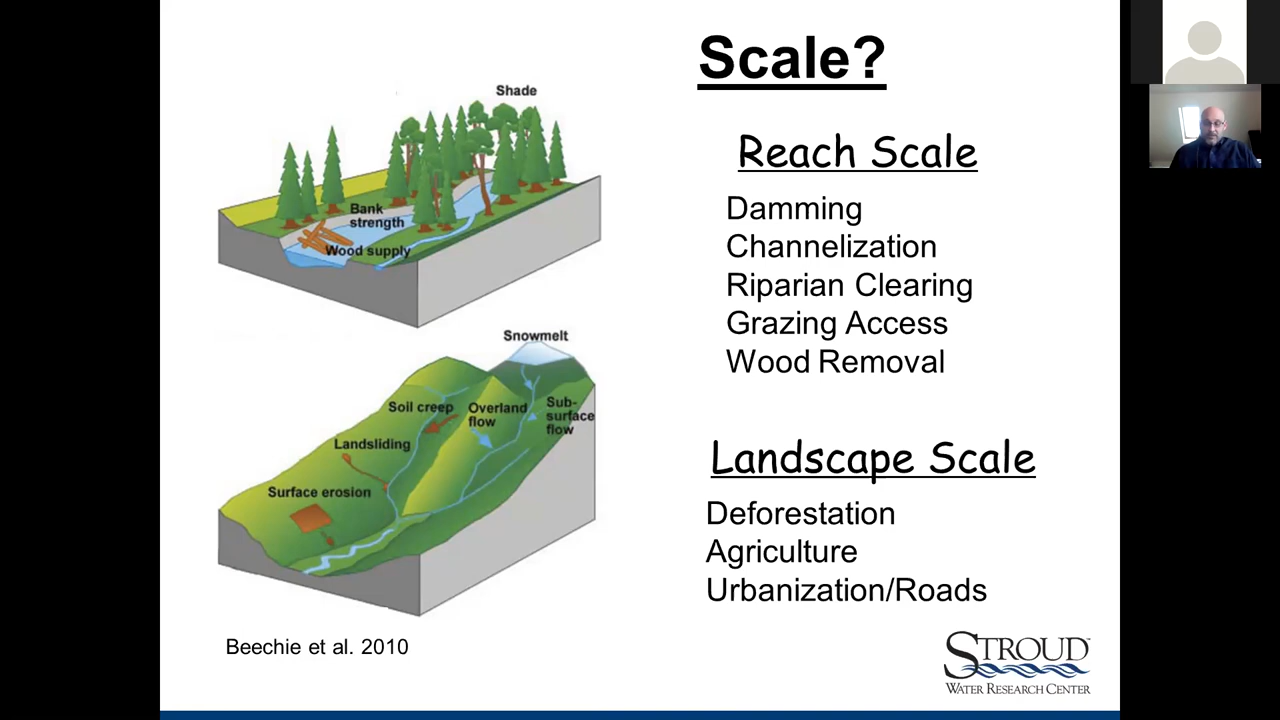 Scale?
Shade
Bank
strength
Wood supply
Reach Scale
Damming
Channelization
Riparian Clearing
Grazing Access
Wood Removal
Snowmelt
Soil creep
Overland
flow
Sub-
surface
flow
Landsliding
Surface erosion
Landscape Scale
Deforestation
Agriculture
Urbanization/Roads
Beechie et al. 2010
STROUD™
WATER RESEARCH CENTER